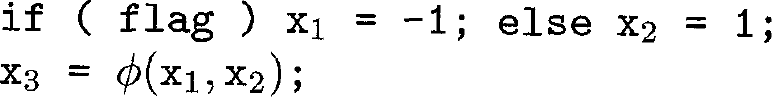 if ( flag ) x₁ = -1; else x₂ = 1;
x₃ = ϕ(x₁,x₂);